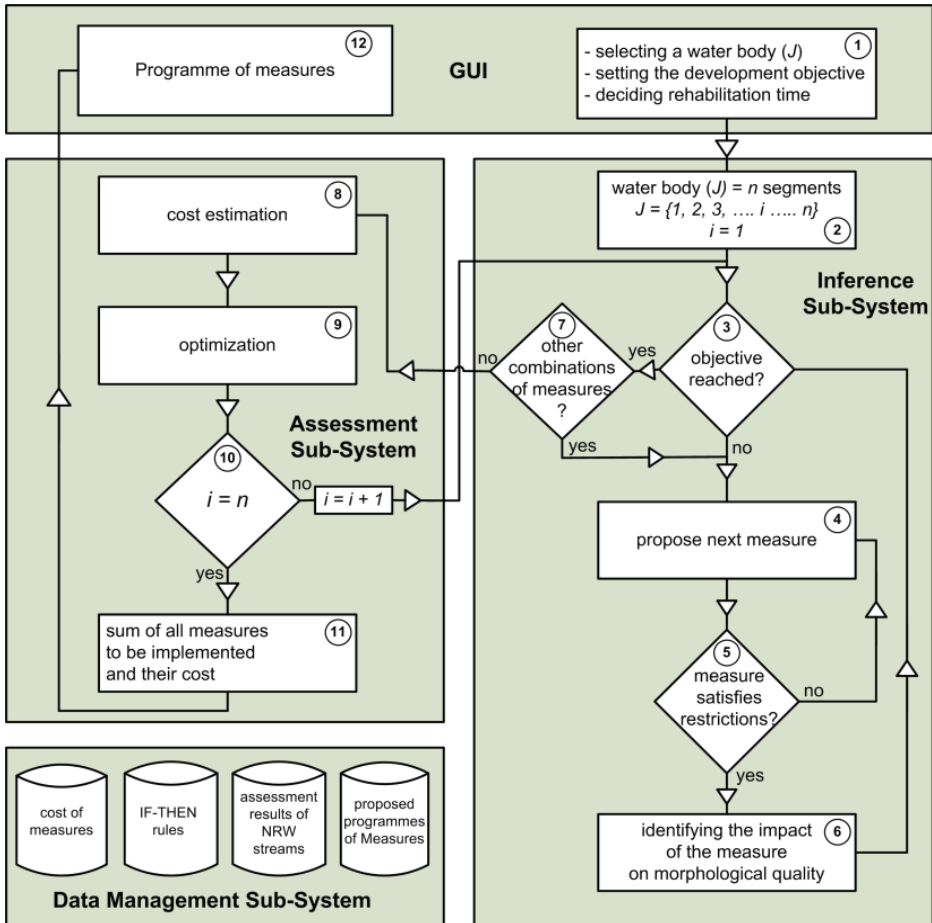 12
Programme of measures
GUI
1
- selecting a water body (J)
- setting the development objective
- deciding rehabilitation time
8
cost estimation
water body (J) = n segments
J = {1, 2, 3, .... i ..... n}
i = 1
2
Inference
Sub-System
9
optimization
7
other
combinations
of measures
?
no
yes
yes
3
objective
reached?
no
Assessment
Sub-System
10
i = n
no
i = i + 1
yes
4
propose next measure
11
sum of all measures
to be implemented
and their cost
5
measure
satisfies
restrictions?
no
yes
6
identifying the impact
of the measure
on morphological quality
cost of
measures
IF-THEN
rules
assessment
results of
NRW
streams
proposed
programmes
of Measures
Data Management Sub-System